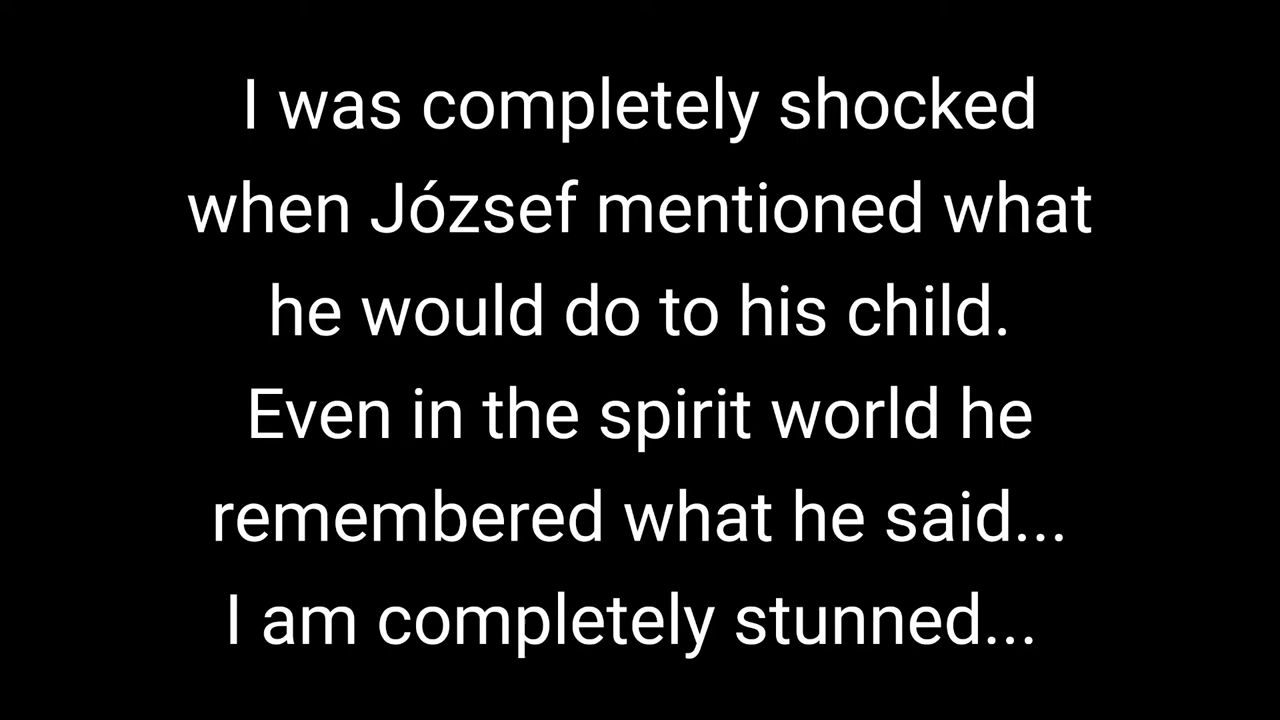 I was completely shocked
when József mentioned what
he would do to his child.
Even in the spirit world he
remembered what he said...
I am completely stunned...